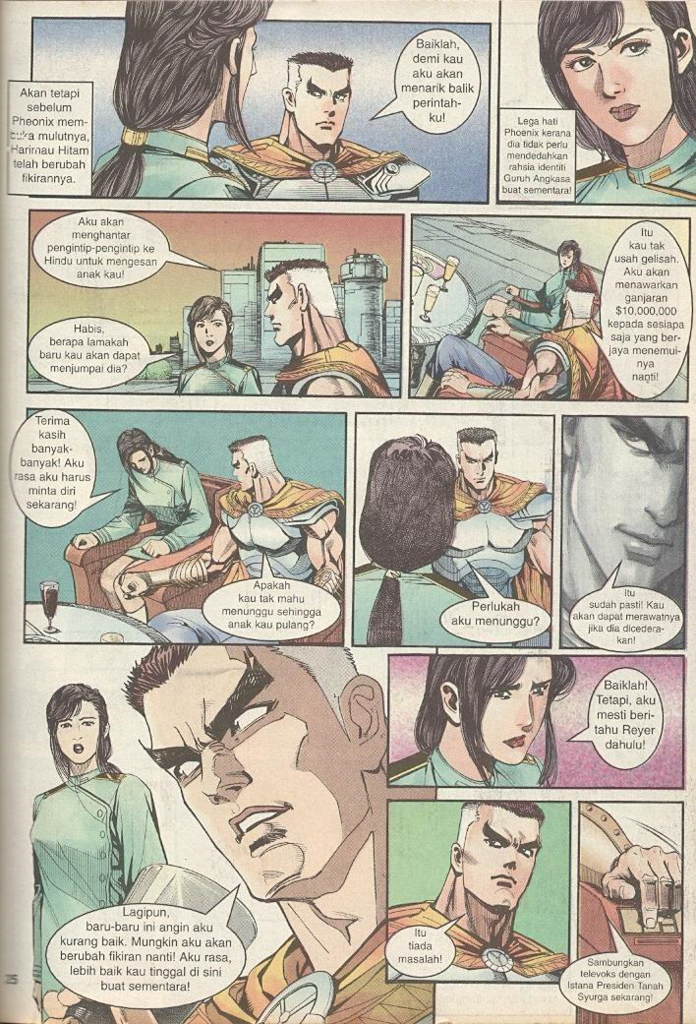 Akan tetapi
sebelum
Pheonix mem-
buka mulutnya,
Harimau Hitam
telah berubah
fikirannya.
Baiklah,
demi kau
aku akan
menarik balik
perintah-
ku!
Lega hati
Phoenix kerana
dia tidak perlu
mendedahkan
rahsia identiti
Guruh Angkasa
buat sementara!
Aku akan
menghantar
pengintip-pengintip ke
Hindu untuk mengesan
anak kau!
Habis,
berapa lamakah
baru kau akan dapat
menjumpai dia?
Itu
kau tak
usah gelisah.
Aku akan
menawarkan
ganjaran
$10,000,000
kepada sesiapa
saja yang ber-
jaya menemui-
nya
nanti!
Terima
kasih
banyak-
banyak! Aku
rasa aku harus
minta diri
sekarang!
Apakah
kau tak mahu
menunggu sehingga
anak kau pulang?
Perlukah
aku menunggu?
Itu
sudah pasti! Kau
akan dapat merawatnya
jika dia dicedera-
kan!
Lagipun,
baru-baru ini angin aku
kurang baik. Mungkin aku akan
berubah fikiran nanti! Aku rasa,
lebih baik kau tinggal di sini
buat sementara!
Baiklah!
Tetapi, aku
mesti beri-
tahu Reyer
dahulu!
Itu
tiada
masalah!
Sambungkan
televoks dengan
Istana Presiden Tanah
Syurga sekarang!